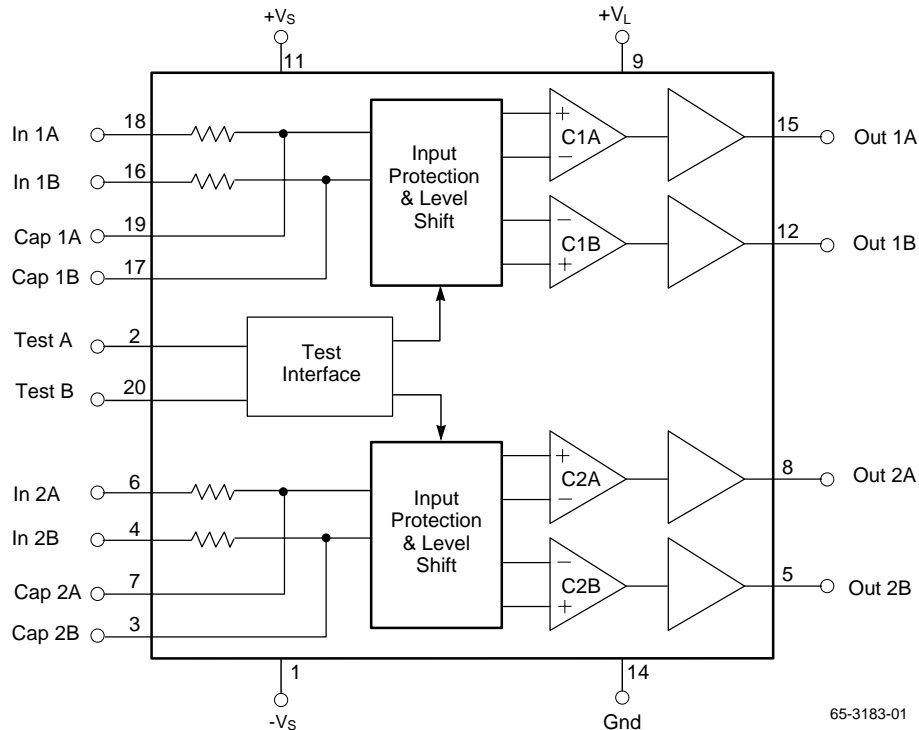 +VS
+VL
11
9
18
In 1A
16
In 1B
19
Cap 1A
17
Cap 1B
Input
Protection
& Level
Shift
+
C1A
−
−
C1B
+
15
Out 1A
12
Out 1B
2
Test A
20
Test B
Test
Interface
6
In 2A
4
In 2B
7
Cap 2A
3
Cap 2B
Input
Protection
& Level
Shift
+
C2A
−
−
C2B
+
8
Out 2A
5
Out 2B
1
-VS
14
Gnd
65-3183-01